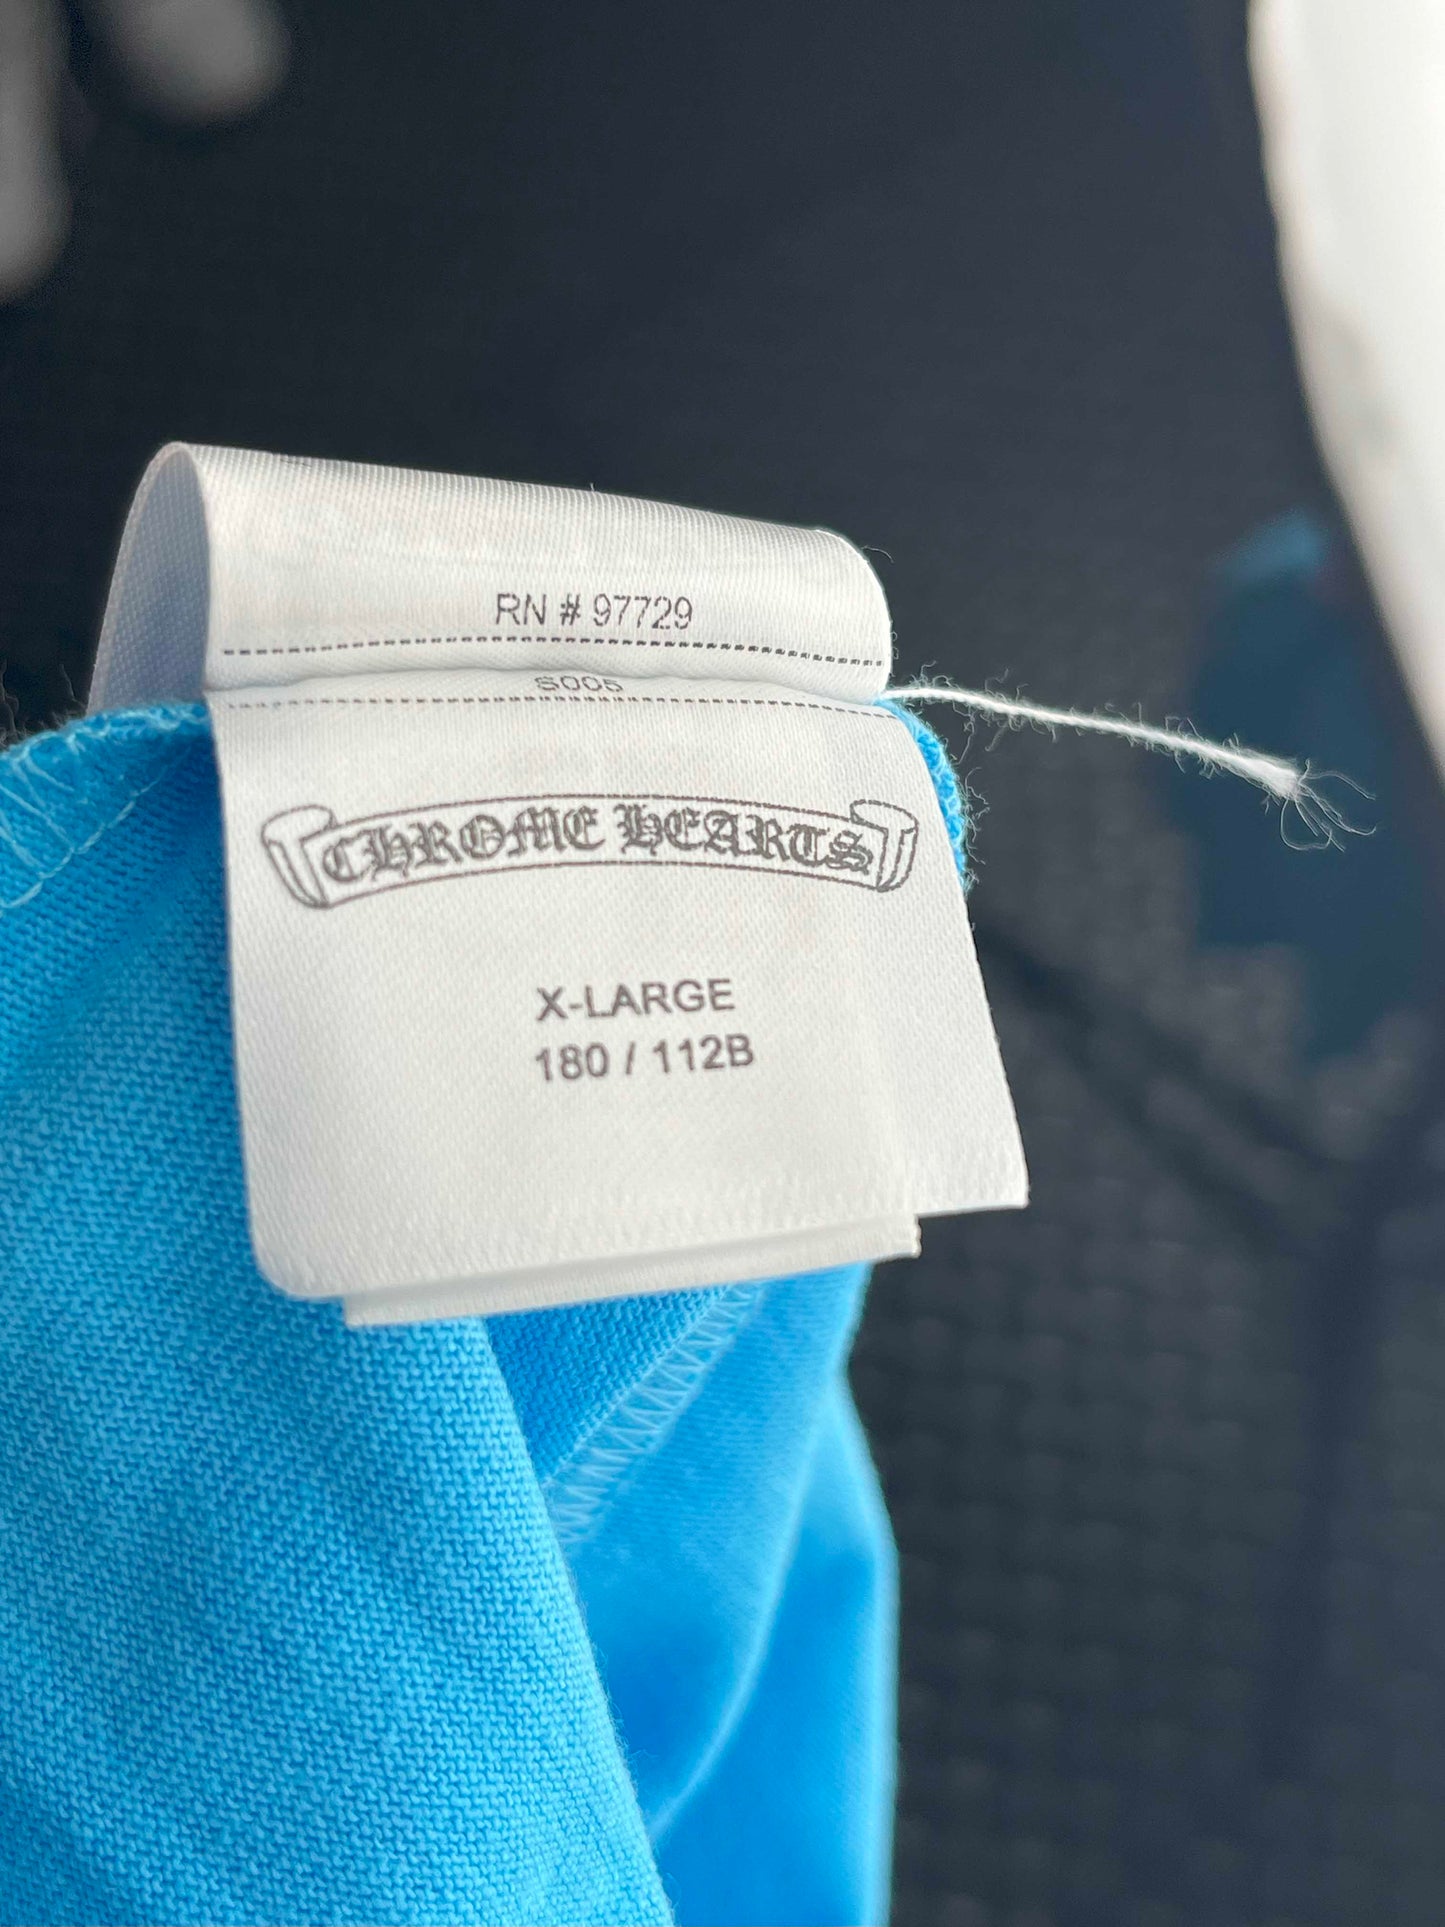 RN # 97729
S005
CHROME HEARTS
X-LARGE
180 / 112B